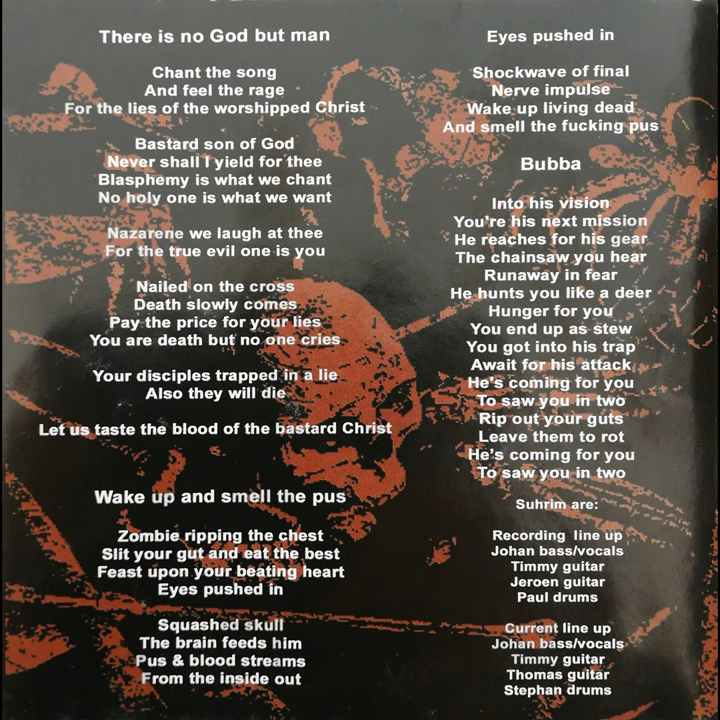 There is no God but man
Chant the song
And feel the rage
For the lies of the worshipped Christ
Bastard son of God
Never shall I yield for thee
Blasphemy is what we chant
No holy one is what we want
Nazarene we laugh at thee
For the true evil one is you
Nailed on the cross
Death slowly comes
Pay the price for your lies
You are death but no one cries
Your disciples trapped in a lie
Also they will die
Let us taste the blood of the bastard Christ
Wake up and smell the pus
Zombie ripping the chest
Slit your gut and eat the best
Feast upon your beating heart
Eyes pushed in
Squashed skull
The brain feeds him
Pus & blood streams
From the inside out
Eyes pushed in
Shockwave of final
Nerve impulse
Wake up living dead
And smell the fucking pus
Bubba
Into his vision
You're his next mission
He reaches for his gear
The chainsaw you hear
Runaway in fear
He hunts you like a deer
Hunger for you
You end up as stew
You got into his trap
Await for his attack
He's coming for you
To saw you in two
Rip out your guts
Leave them to rot
He's coming for you
To saw you in two
Suhrim are:
Recording line up
Johan bass/vocals
Timmy guitar
Jeroen guitar
Paul drums
Current line up
Johan bass/vocals
Timmy guitar
Thomas guitar
Stephan drums